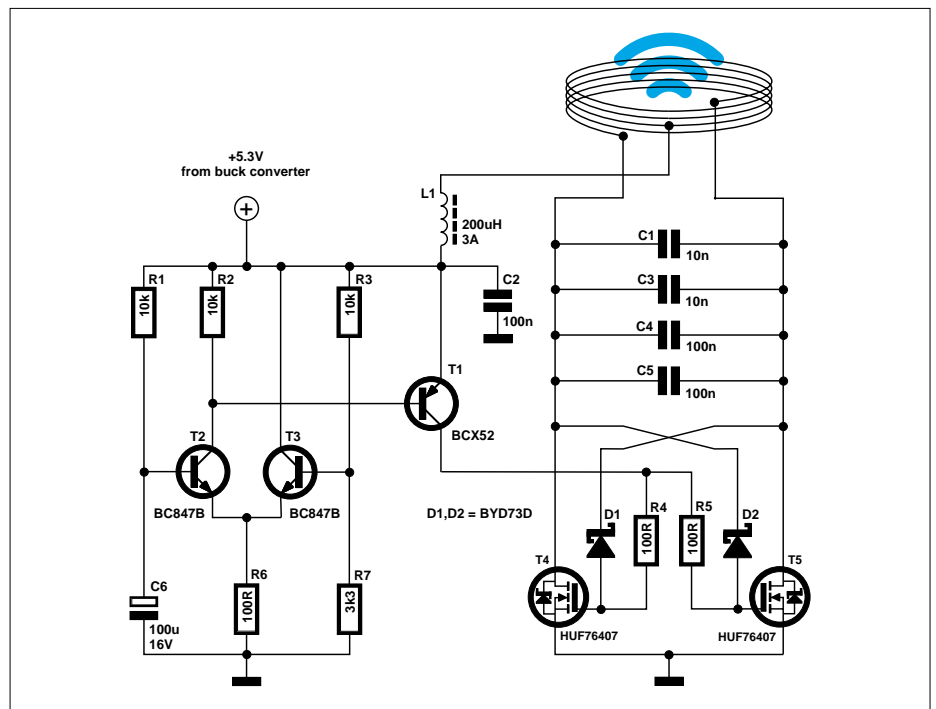 +5.3V
from buck converter
L1
200uH
3A
C1
10n
R1
10k
R2
10k
R3
10k
C2
100n
C3
10n
C4
100n
T1
BCX52
C5
100n
T2
BC847B
T3
BC847B
D1,D2 = BYD73D
D1
R4
100R
R5
100R
D2
C6
100u
16V
R6
100R
R7
3k3
T4
HUF76407
T5
HUF76407